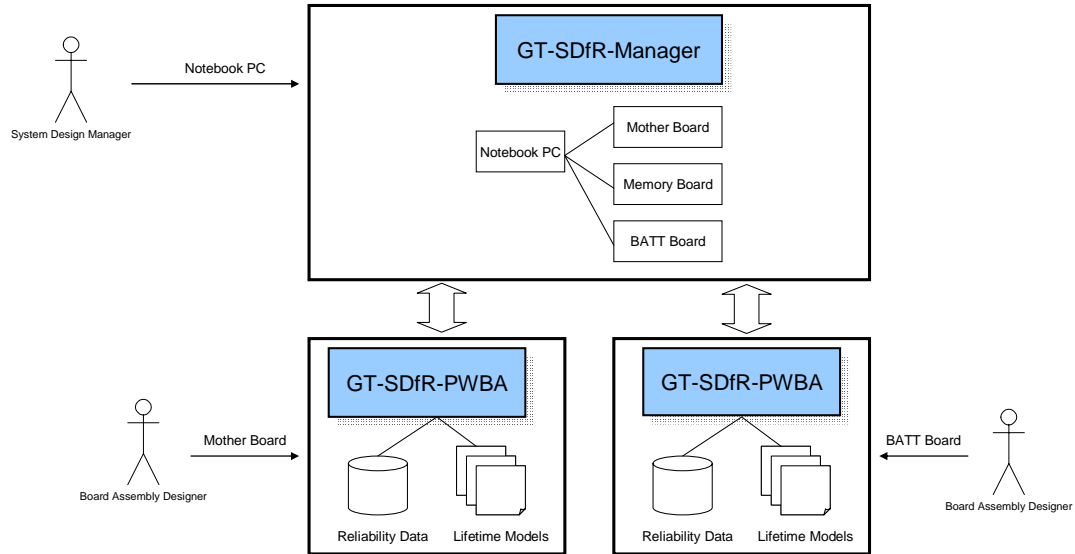 GT-SDfR-Manager
Notebook PC
System Design Manager
Mother Board
Notebook PC
Memory Board
BATT Board
GT-SDfR-PWBA
GT-SDfR-PWBA
Mother Board
BATT Board
Board Assembly Designer
Board Assembly Designer
Reliability Data
Lifetime Models
Reliability Data
Lifetime Models